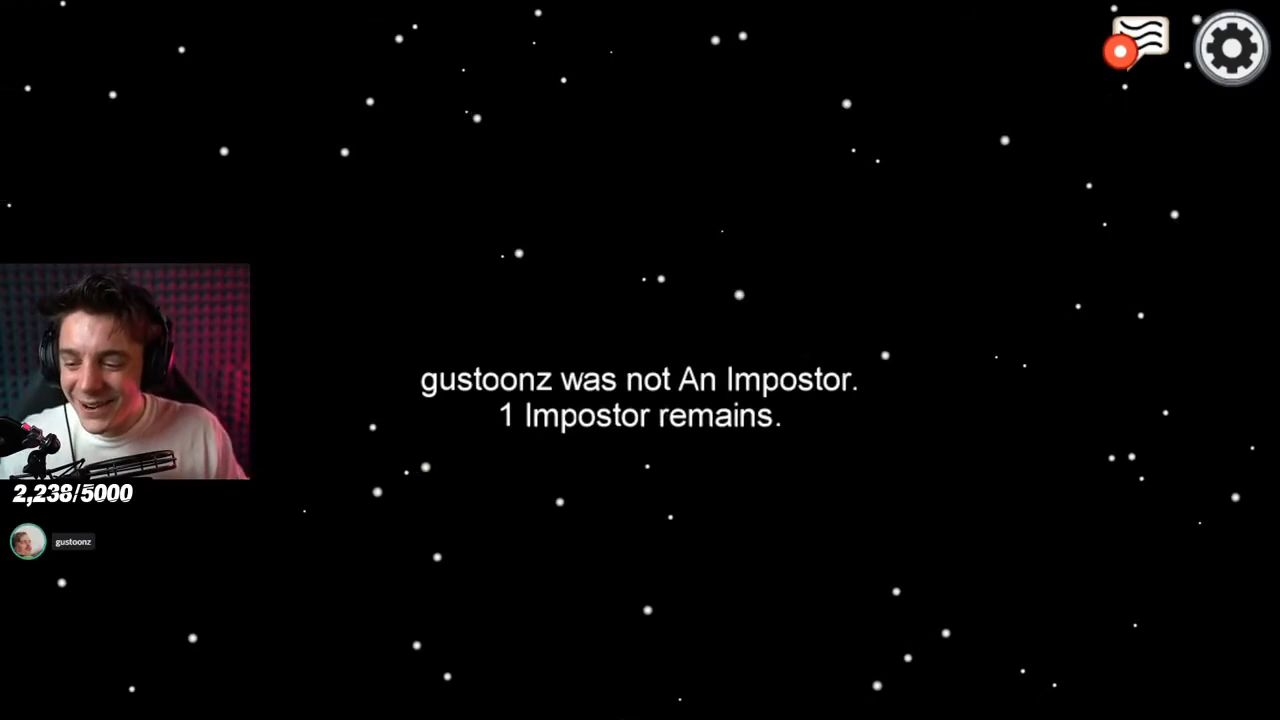 gustoonz was not An Impostor.
1 Impostor remains.
2,238/5000
gustoonz